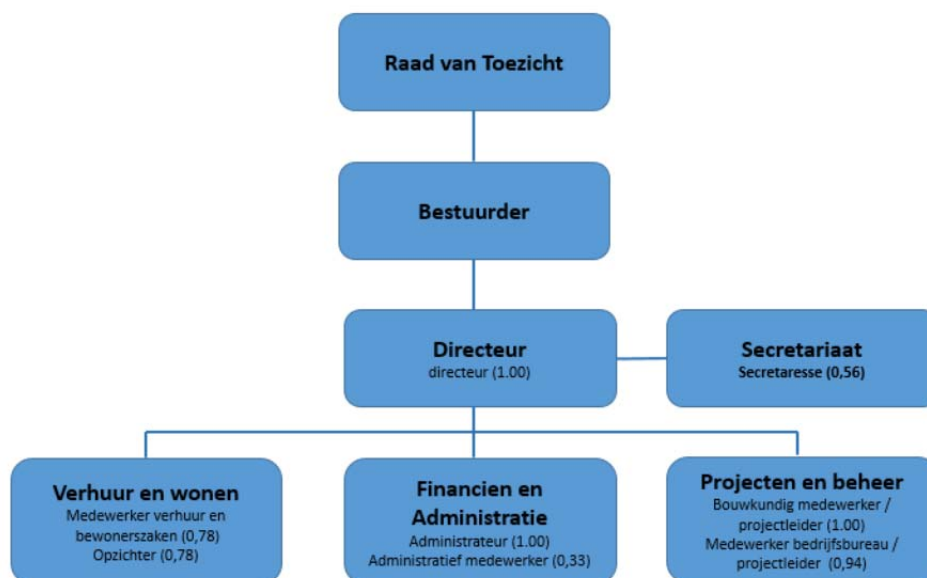 Raad van Toezicht
Bestuurder
Directeur
directeur (1.00)
Secretariaat
Secretaresse (0,56)
Verhuur en wonen
Medewerker verhuur en
bewonerszaken (0,78)
Opzichter (0,78)
Financien en
Administratie
Administrateur (1.00)
Administratief medewerker (0,33)
Projecten en beheer
Bouwkundig medewerker /
projectleider (1.00)
Medewerker bedrijfsbureau /
projectleider (0,94)